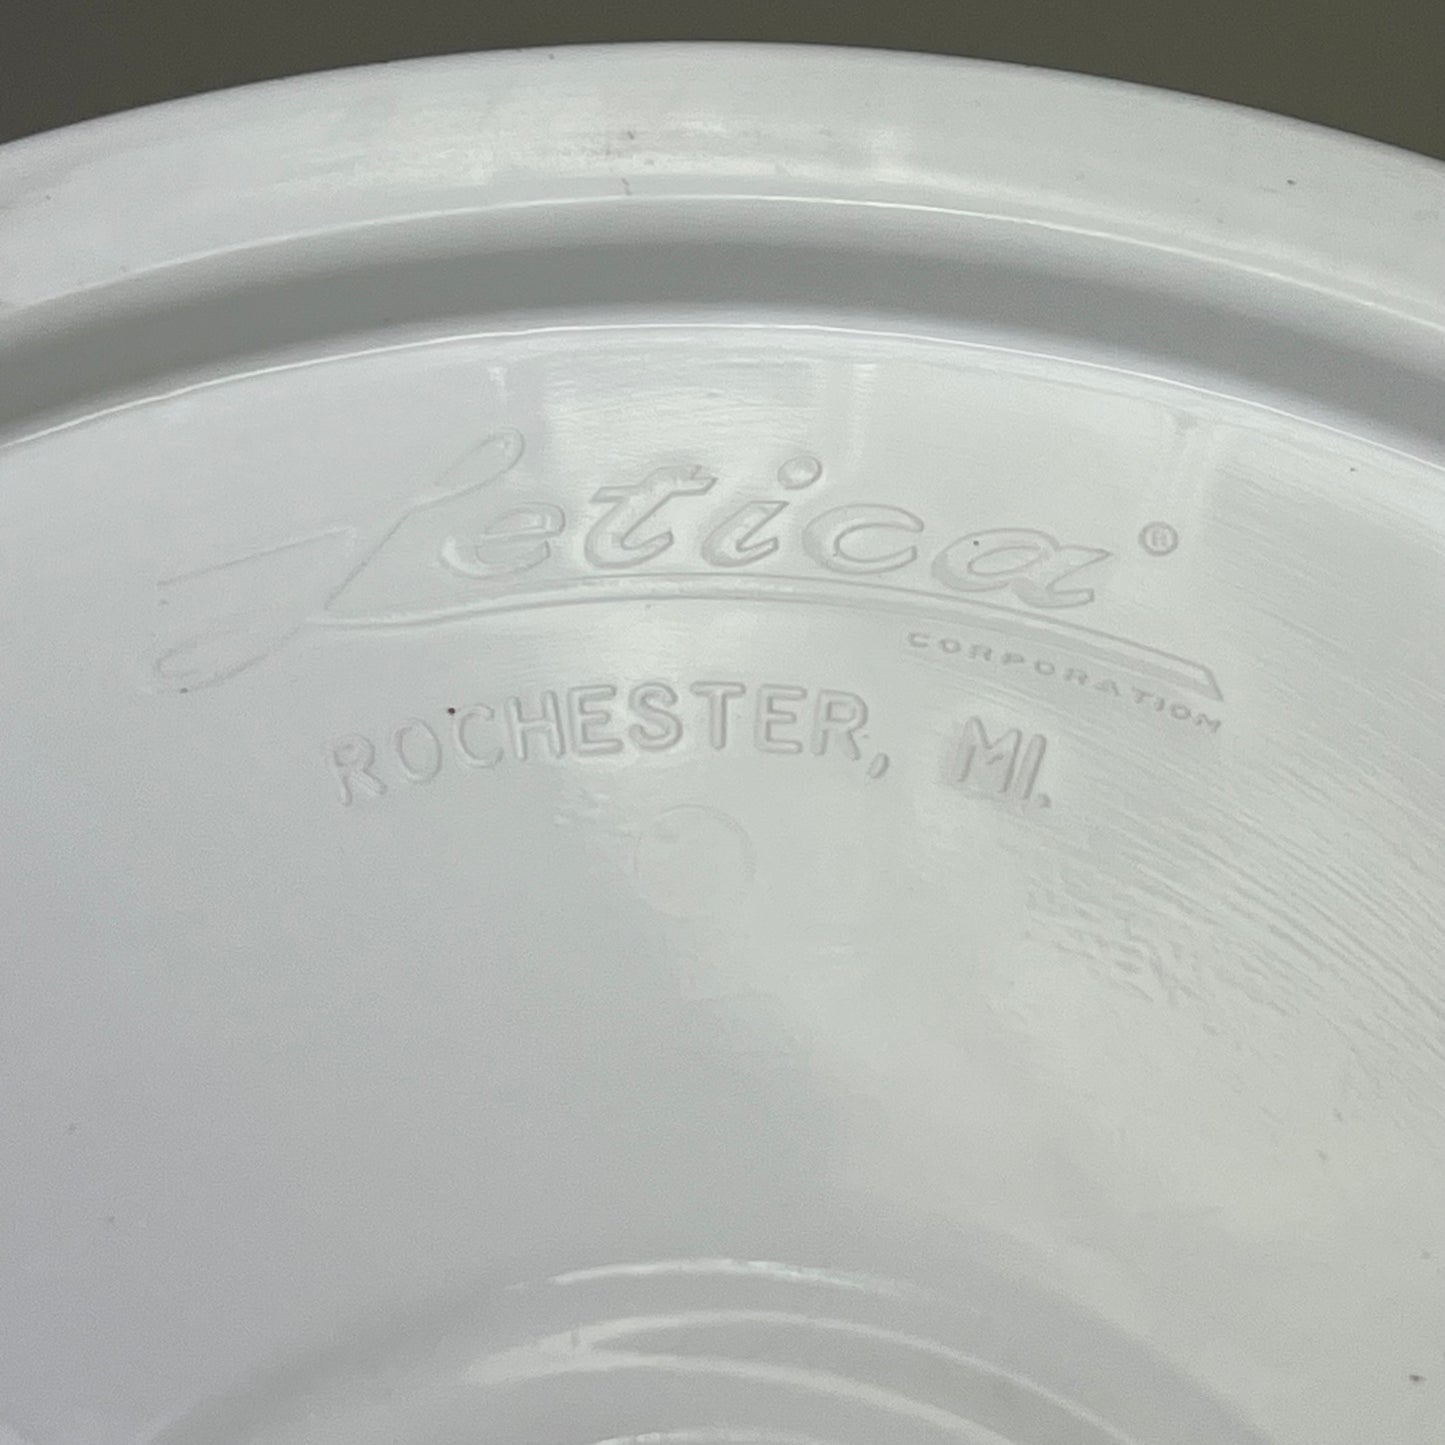 Letica®
CORPORATION
ROCHESTER, MI.